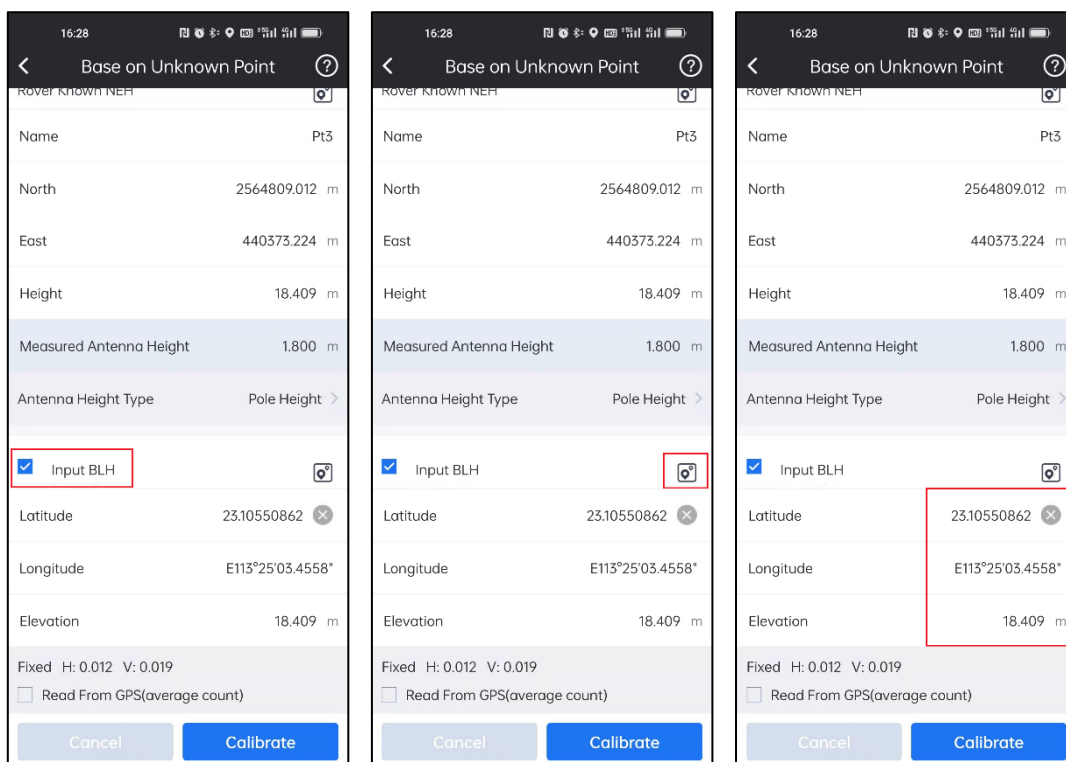 16:28
Base on Unknown Point
Rover Known NEH
Name Pt3
North 2564809.012 m
East 440373.224 m
Height 18.409 m
Measured Antenna Height 1.800 m
Antenna Height Type Pole Height
Input BLH
Latitude 23.10550862
Longitude E113°25'03.4558"
Elevation 18.409 m
Fixed H: 0.012 V: 0.019
Read From GPS(average count)
Cancel Calibrate
16:28
Base on Unknown Point
Rover Known NEH
Name Pt3
North 2564809.012 m
East 440373.224 m
Height 18.409 m
Measured Antenna Height 1.800 m
Antenna Height Type Pole Height
Input BLH
Latitude 23.10550862
Longitude E113°25'03.4558"
Elevation 18.409 m
Fixed H: 0.012 V: 0.019
Read From GPS(average count)
Cancel Calibrate
16:28
Base on Unknown Point
Rover Known NEH
Name Pt3
North 2564809.012 m
East 440373.224 m
Height 18.409 m
Measured Antenna Height 1.800 m
Antenna Height Type Pole Height
Input BLH
Latitude 23.10550862
Longitude E113°25'03.4558"
Elevation 18.409 m
Fixed H: 0.012 V: 0.019
Read From GPS(average count)
Cancel Calibrate